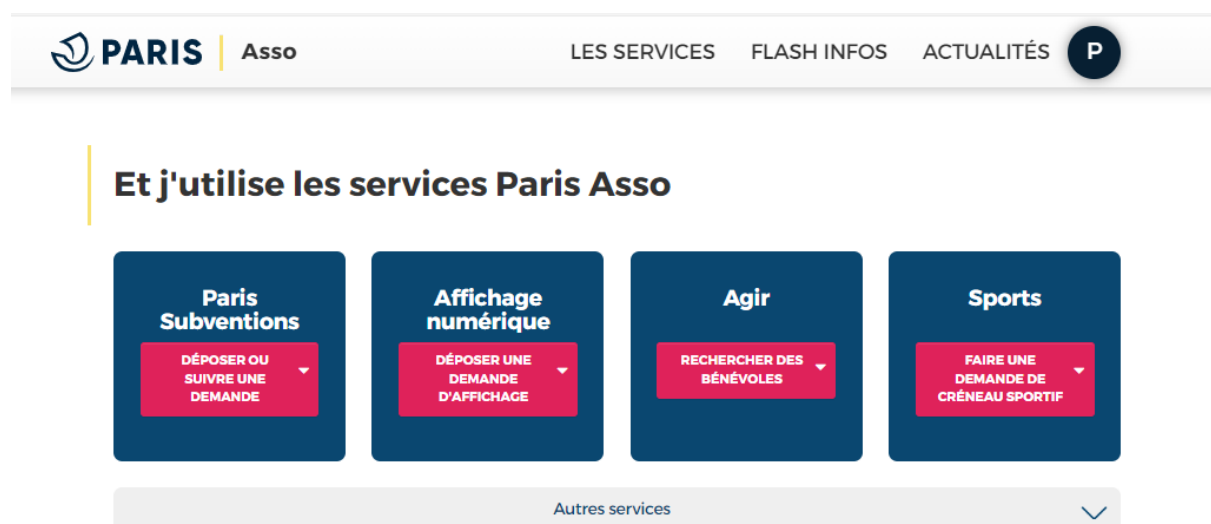 PARIS Asso LES SERVICES FLASH INFOS ACTUALITÉS P
Et j'utilise les services Paris Asso
Paris
Subventions
DÉPOSER OU
SUIVRE UNE
DEMANDE
Affichage
numérique
DÉPOSER UNE
DEMANDE
D'AFFICHAGE
Agir
RECHERCHER DES
BÉNÉVOLES
Sports
FAIRE UNE
DEMANDE DE
CRÉNEAU SPORTIF
Autres services